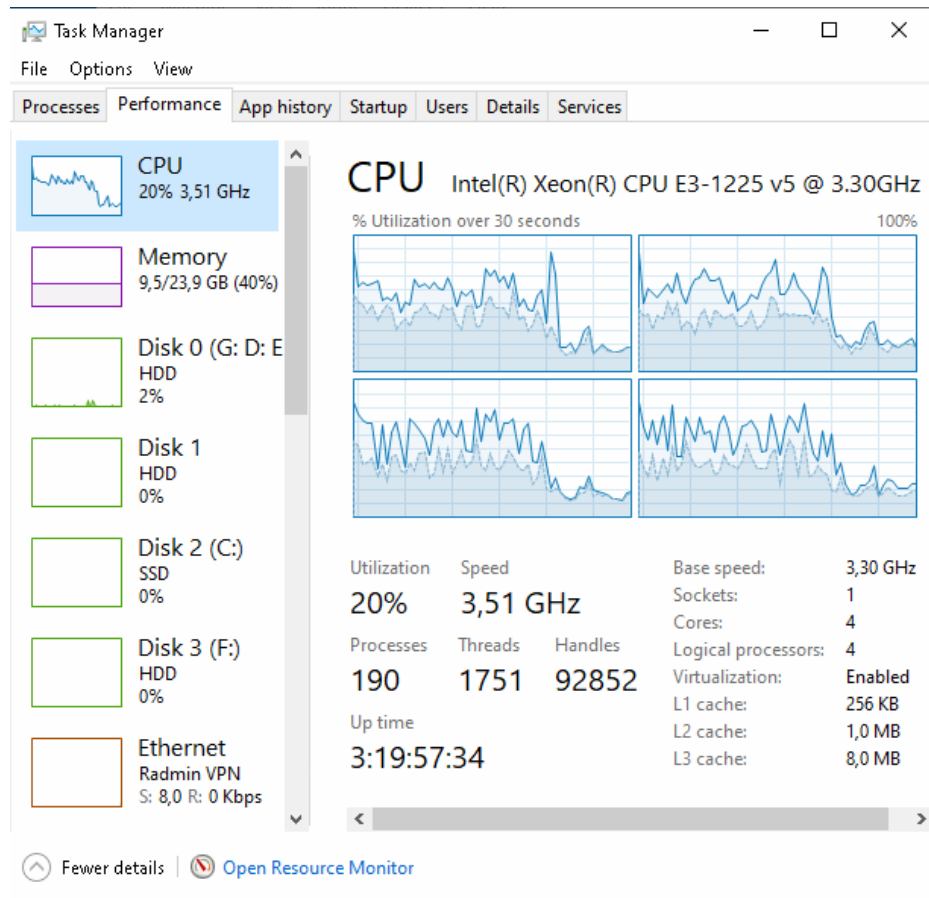 Task Manager
File Options View
Processes Performance App history Startup Users Details Services
CPU
20% 3,51 GHz
Memory
9,5/23,9 GB (40%)
Disk 0 (G: D: E
HDD
2%
Disk 1
HDD
0%
Disk 2 (C:)
SSD
0%
Disk 3 (F:)
HDD
0%
Ethernet
Radmin VPN
S: 8,0 R: 0 Kbps
CPU Intel(R) Xeon(R) CPU E3-1225 v5 @ 3.30GHz
% Utilization over 30 seconds 100%
Utilization Speed
20% 3,51 GHz
Processes Threads Handles
190 1751 92852
Up time
3:19:57:34
Base speed: 3,30 GHz
Sockets: 1
Cores: 4
Logical processors: 4
Virtualization: Enabled
L1 cache: 256 KB
L2 cache: 1,0 MB
L3 cache: 8,0 MB
Fewer details Open Resource Monitor